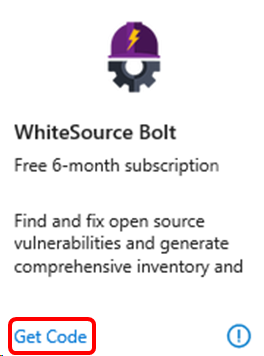 WhiteSource Bolt
Free 6-month subscription
Find and fix open source
vulnerabilities and generate
comprehensive inventory and
Get Code